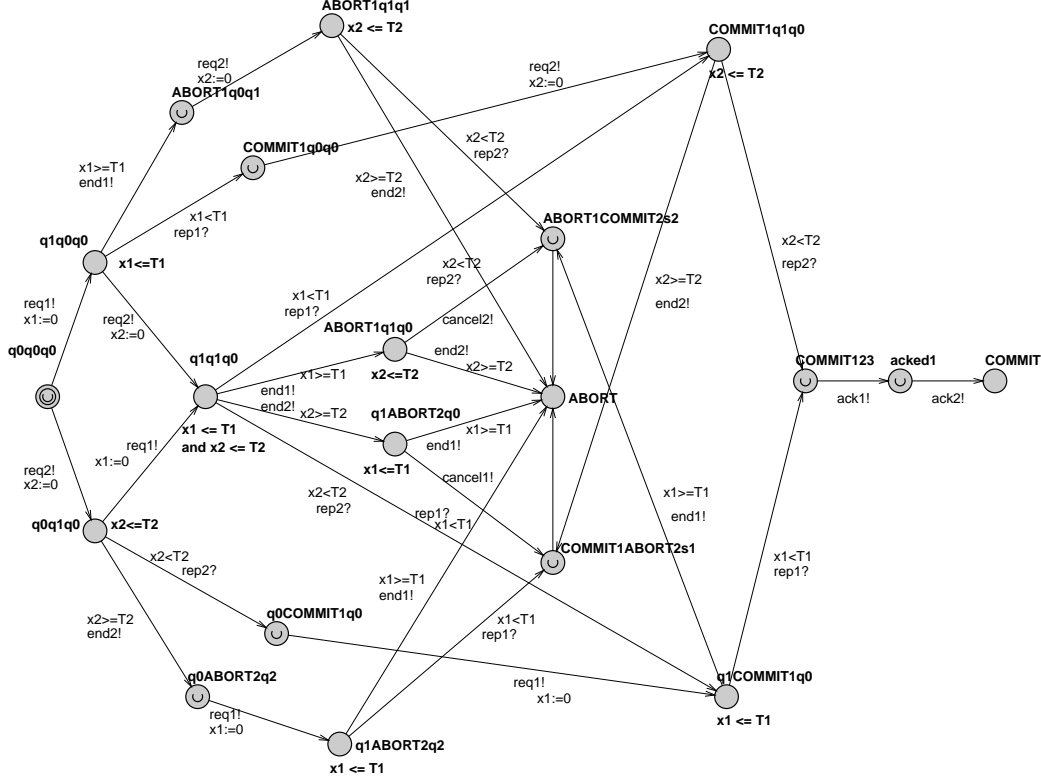 ABORT1q1q1
x2 <= T2
COMMIT1q1q0
x2 <= T2
req2!
x2:=0
req2!
x2:=0
ABORT1q0q1
COMMIT1q0q0
x2<T2
rep2?
x1>=T1
end1!
x2>=T2
end2!
x1<T1
rep1?
ABORT1COMMIT2s2
q1q0q0
x1<=T1
x2<T2
rep2?
x2<T2
rep2?
x2>=T2
end2!
req1!
x1:=0
req2!
x2:=0
x1<T1
rep1?
cancel2!
ABORT1q1q0
q0q0q0
q1q1q0
end2!
x2>=T2
x2<=T2
x1>=T1
COMMIT123
acked1
COMMIT
end1!
end2!
x2>=T2
ABORT
ack1!
ack2!
q1ABORT2q0
x1 <= T1
and x2 <= T2
x1>=T1
end1!
req1!
x1:=0
x1<=T1
cancel1!
req2!
x2:=0
x2<T2
rep2?
x1>=T1
end1!
rep1?
x1<T1
q0q1q0
x2<=T2
x2<T2
rep2?
COMMIT1ABORT2s1
x1>=T1
end1!
x1<T1
rep1?
q0COMMIT1q0
x2>=T2
end2!
x1<T1
rep1?
q0ABORT2q2
q1COMMIT1q0
req1!
x1:=0
req1!
x1:=0
x1 <= T1
q1ABORT2q2
x1 <= T1